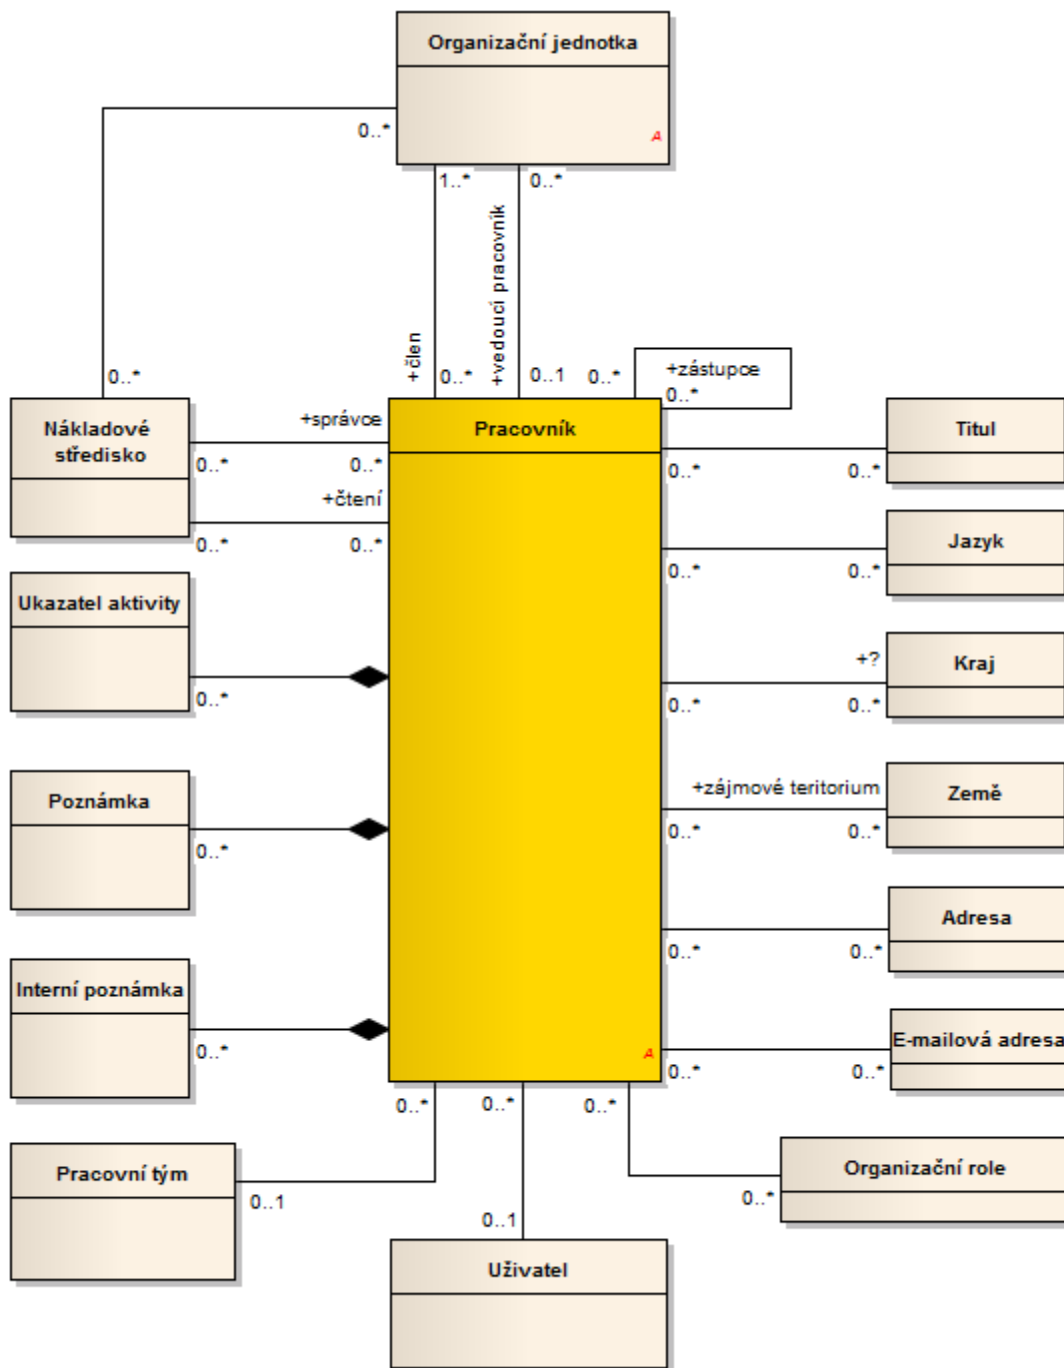 Organizační jednotka
A
0..*
1..*
0..*
+člen
+vedoucí pracovník
0..*
0..*
0..1
0..*
+zástupce
0..*
Nákladové
středisko
+správce
0..*
0..*
+čtení
0..*
0..*
Pracovník
A
Titul
0..*
0..*
Jazyk
0..*
0..*
Ukazatel aktivity
0..*
+?
Kraj
0..*
0..*
Poznámka
0..*
+zájmové teritorium
Země
0..*
0..*
Adresa
0..*
0..*
Interní poznámka
0..*
E-mailová adresa
0..*
0..*
0..*
0..*
0..*
Pracovní tým
0..1
Organizační role
0..*
0..1
Uživatel